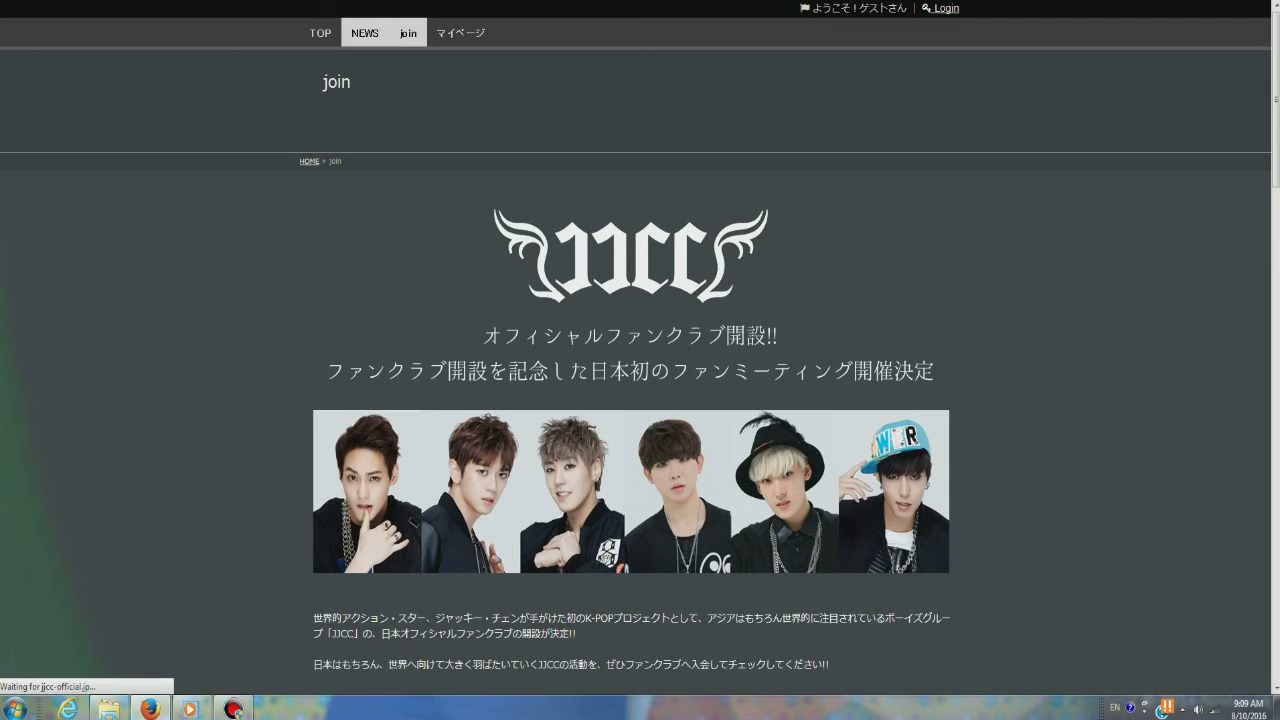 ようこそ！ゲストさん | Login
TOP NEWS join マイページ
join
HOME » join
JJCC
オフィシャルファンクラブ開設!!
ファンクラブ開設を記念した日本初のファンミーティング開催決定
WER
世界的アクション・スター、ジャッキー・チェンが手がけた初のK-POPプロジェクトとして、アジアはもちろん世界的に注目されているボーイズグルー
プ「JJCC」の、日本オフィシャルファンクラブの開設が決定!!
日本はもちろん、世界へ向けて大きく羽ばたいていくJJCCの活動を、ぜひファンクラブへ入会してチェックしてください!!
Waiting for jjcc-official.jp...
EN
9:09 AM
8/10/2016